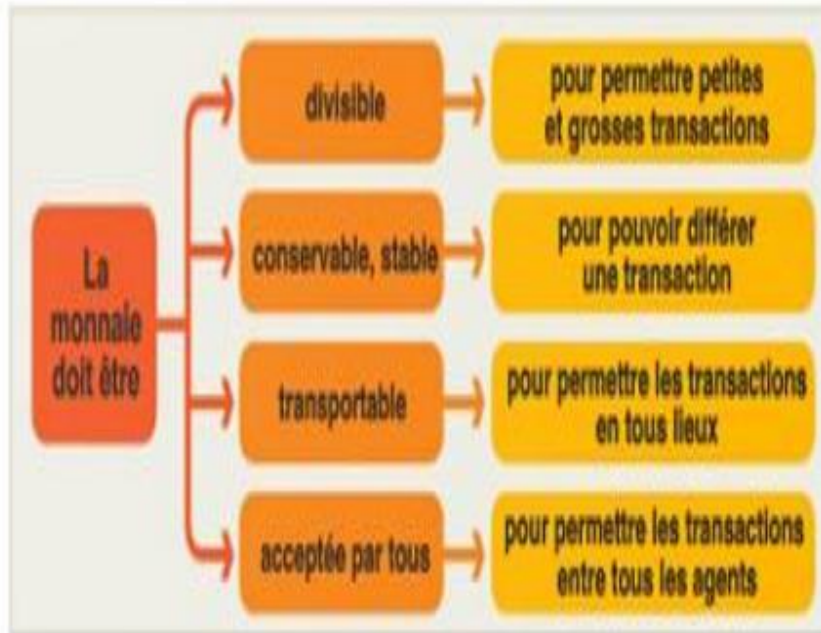 La
monnaie
doit être
divisible
pour permettre petites
et grosses transactions
conservable, stable
pour pouvoir différer
une transaction
transportable
pour permettre les transactions
en tous lieux
acceptée par tous
pour permettre les transactions
entre tous les agents